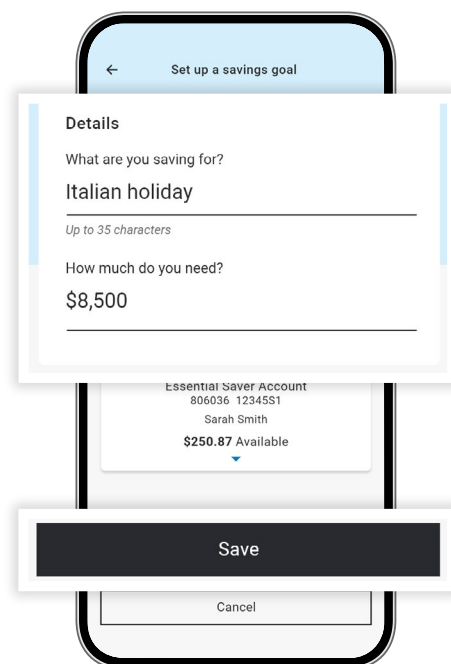 Set up a savings goal
Details
What are you saving for?
Italian holiday
Up to 35 characters
How much do you need?
$8,500
Essential Saver Account
806036 12345S1
Sarah Smith
$250.87 Available
Save
Cancel